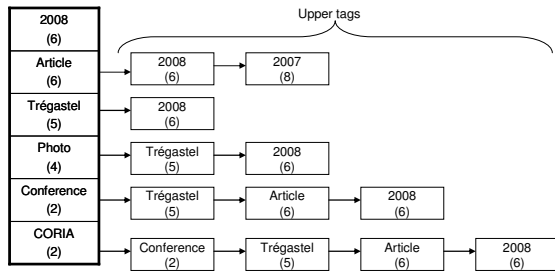 Upper tags
2008
(6)
Article
(6)
2008
(6)
2007
(8)
Trégastel
(5)
2008
(6)
Photo
(4)
Trégastel
(5)
2008
(6)
Conference
(2)
Trégastel
(5)
Article
(6)
2008
(6)
CORIA
(2)
Conference
(2)
Trégastel
(5)
Article
(6)
2008
(6)